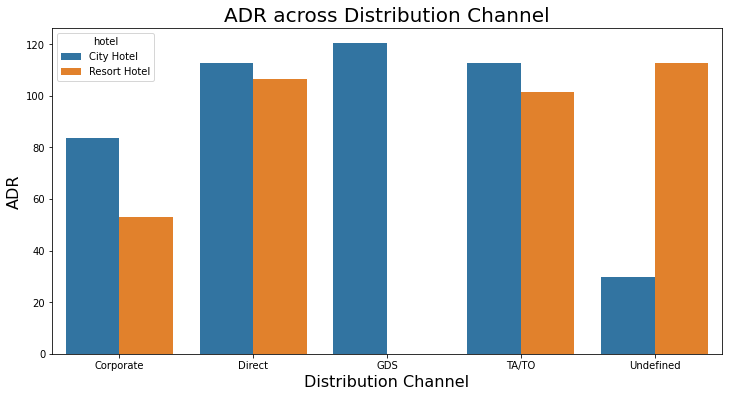 ADR across Distribution Channel
hotel
City Hotel
Resort Hotel
120
100
80
60
40
20
0
ADR
Corporate
Direct
GDS
TA/TO
Undefined
Distribution Channel